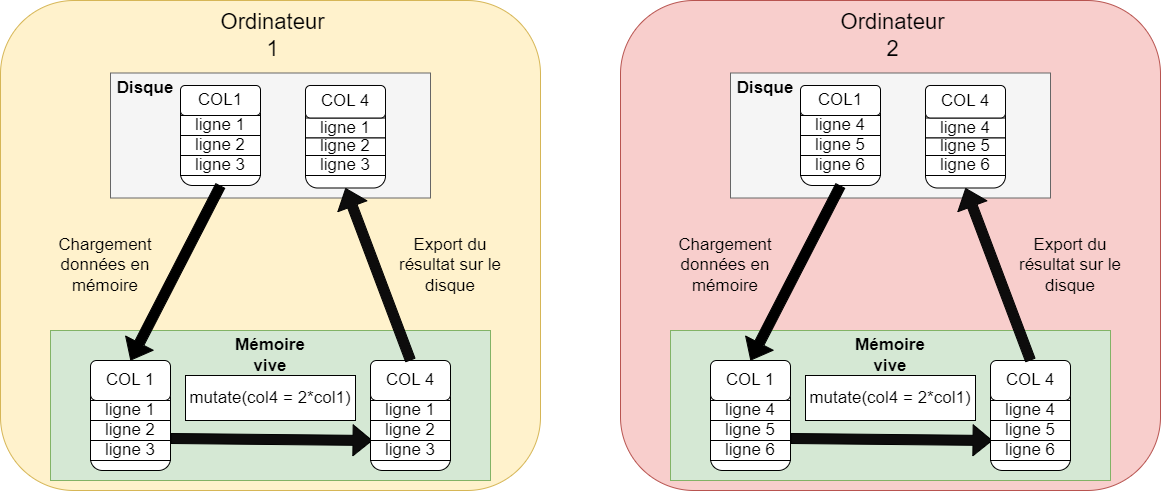 Ordinateur
1
Disque
COL1
ligne 1
ligne 2
ligne 3
COL 4
ligne 1
ligne 2
ligne 3
Chargement
données en
mémoire
Export du
résultat sur le
disque
Mémoire
vive
COL 1
ligne 1
ligne 2
ligne 3
mutate(col4 = 2*col1)
COL 4
ligne 1
ligne 2
ligne 3
Ordinateur
2
Disque
COL1
ligne 4
ligne 5
ligne 6
COL 4
ligne 4
ligne 5
ligne 6
Chargement
données en
mémoire
Export du
résultat sur le
disque
Mémoire
vive
COL 1
ligne 4
ligne 5
ligne 6
mutate(col4 = 2*col1)
COL 4
ligne 4
ligne 5
ligne 6